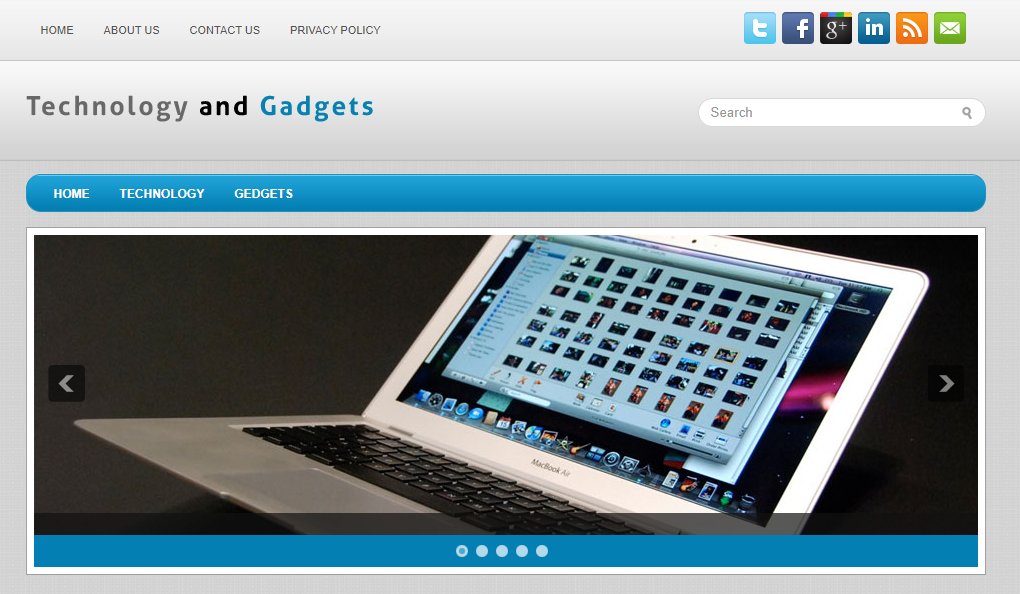 HOME ABOUT US CONTACT US PRIVACY POLICY
Technology and Gadgets
Search
HOME TECHNOLOGY GEDGETS
MacBook Air